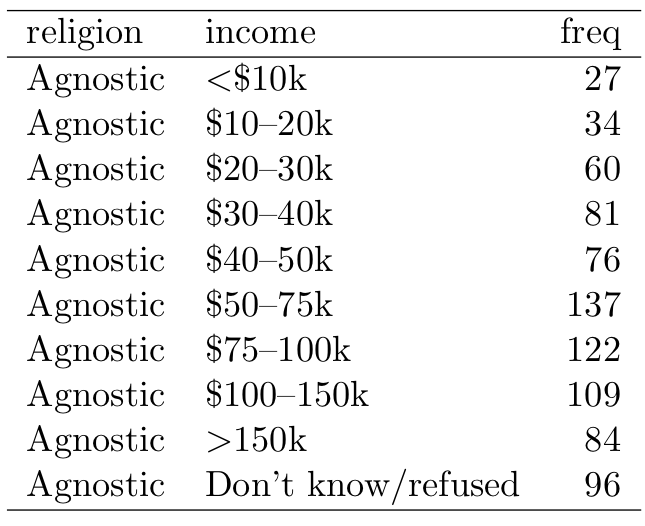 religion income freq
Agnostic <$10k 27
Agnostic $10–20k 34
Agnostic $20–30k 60
Agnostic $30–40k 81
Agnostic $40–50k 76
Agnostic $50–75k 137
Agnostic $75–100k 122
Agnostic $100–150k 109
Agnostic >150k 84
Agnostic Don’t know/refused 96